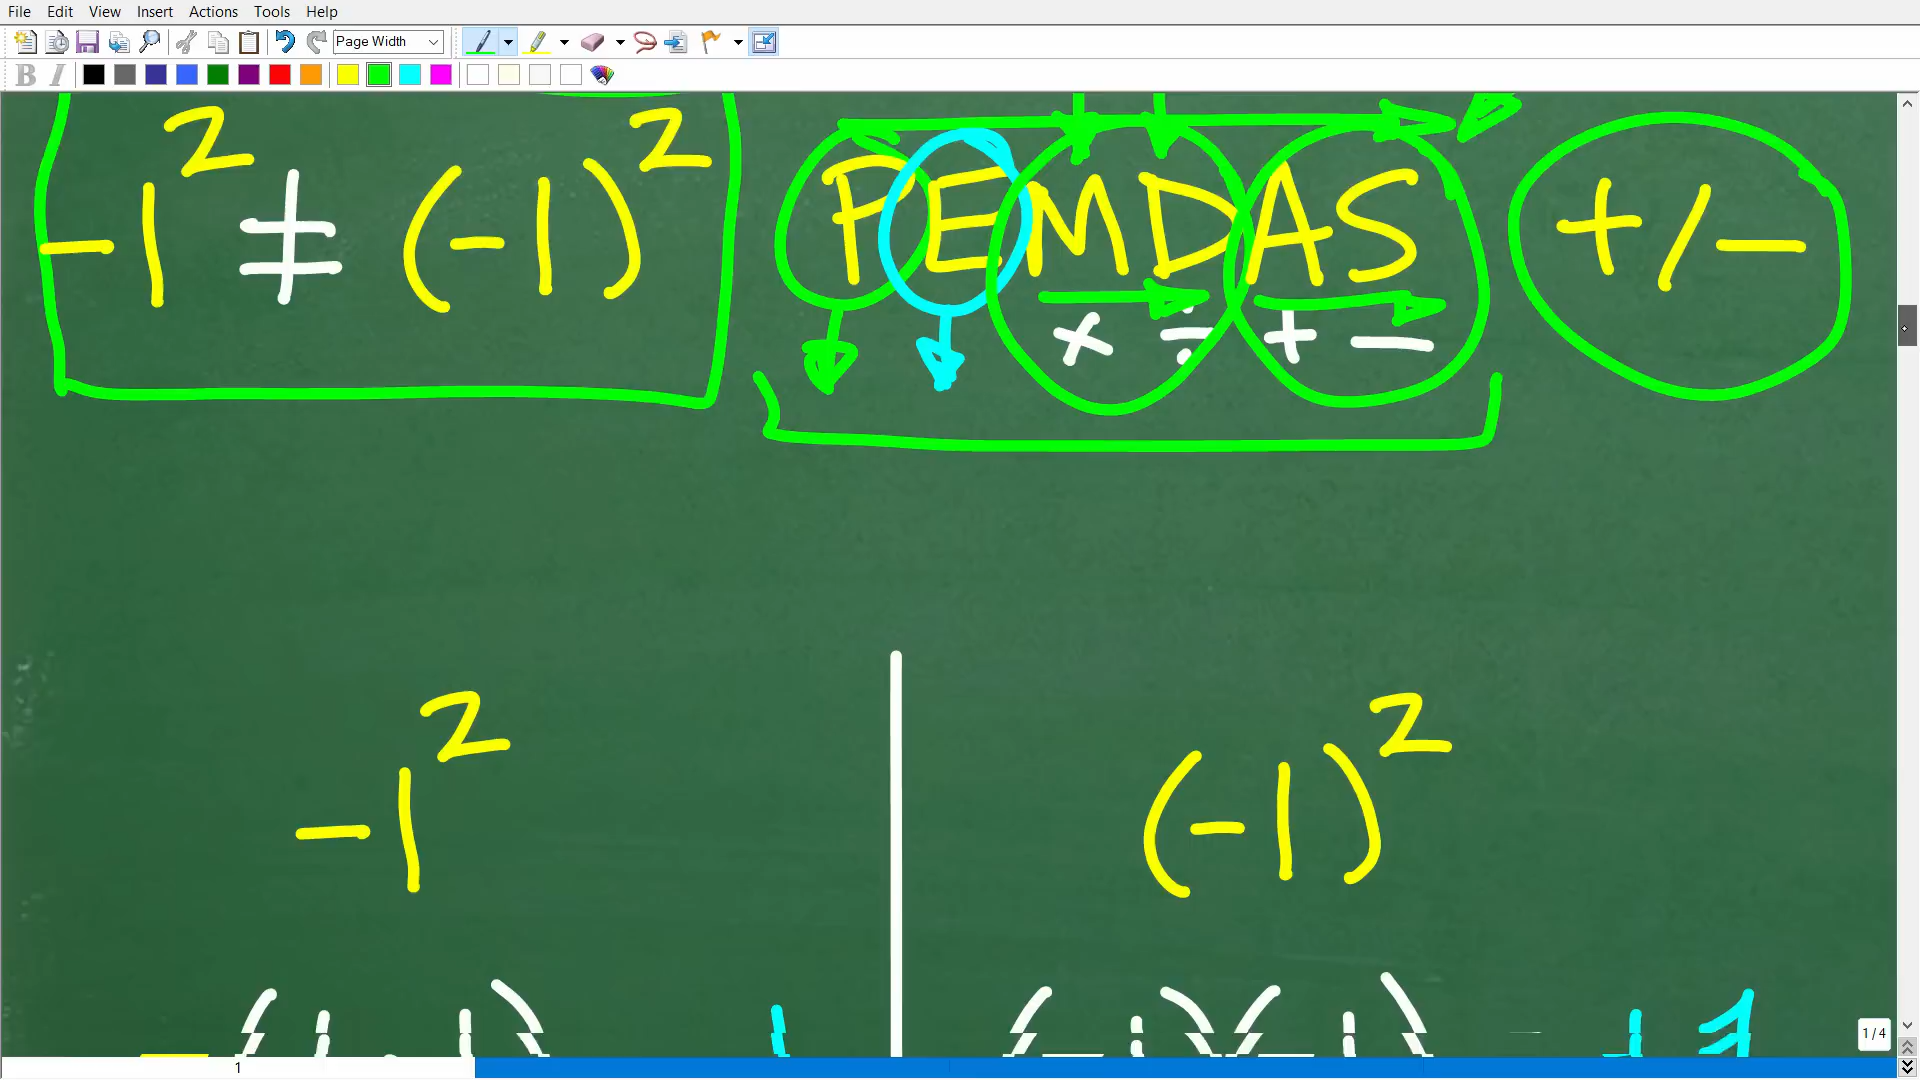 File Edit View Insert Actions Tools Help
Page Width
B I
-1² ≠ (-1)² PEMDAS +/-
× ÷ + −
-1² (-1)²
1 / 4
1